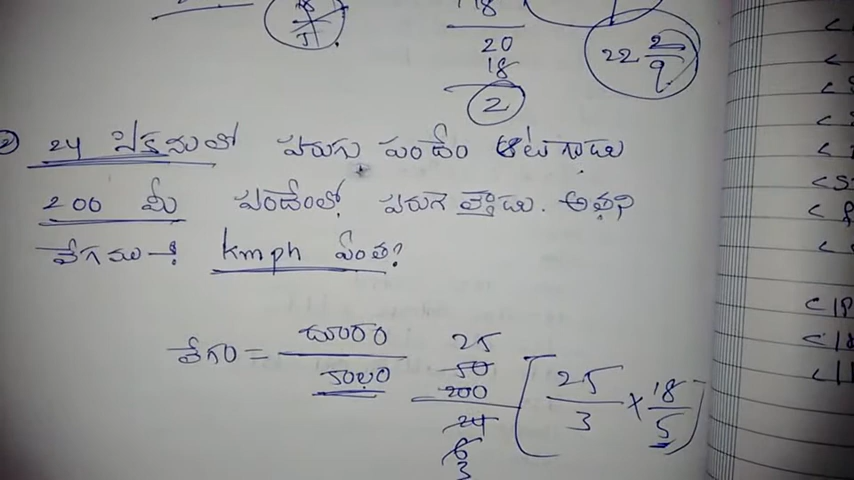 18
20
18
2
22 2/9
24 సెకనులో పరుగు పందెం ఆటగాడు
200 మీ పందెంలో పరుగెత్తాడు. అతని
వేగము kmph ఎంత?
వేగం = దూరం / కాలం
25
50
200
24
6
3
[25/3 × 18/5]